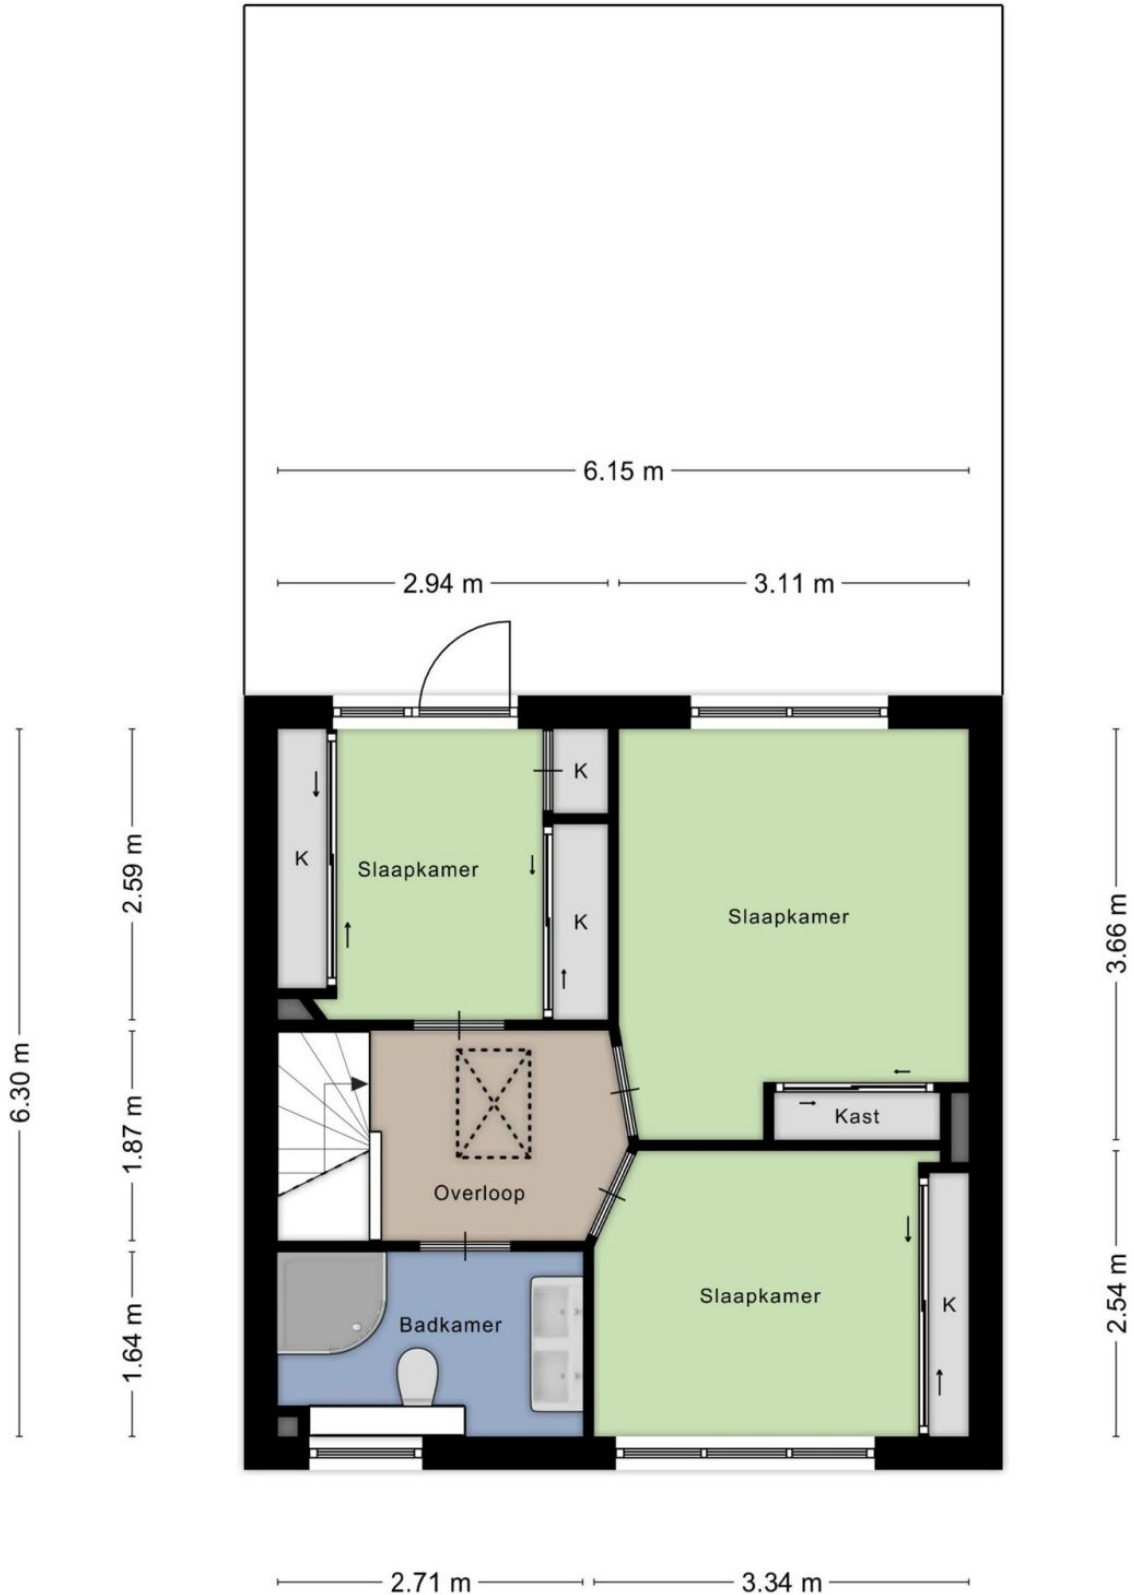 6.15 m
2.94 m
3.11 m
K
K
Slaapkamer
2.59 m
K
Slaapkamer
K
3.66 m
6.30 m
1.87 m
Kast
Overloop
Slaapkamer
K
2.54 m
Badkamer
1.64 m
2.71 m
3.34 m